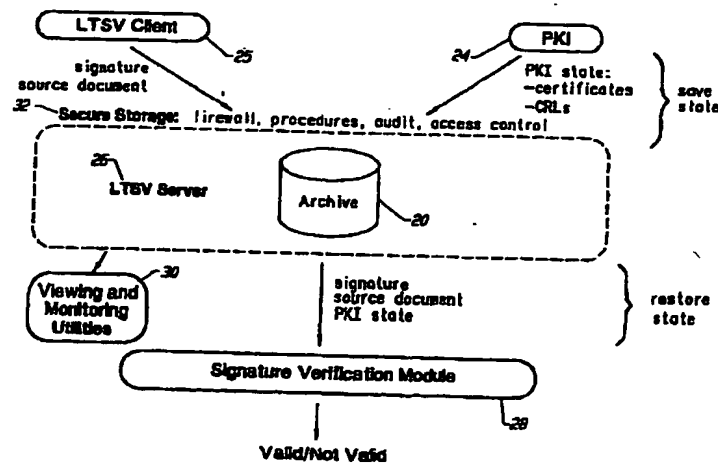 LTSV Client
25
24
PKI
signature
source document
PKI state:
-certificates
-CRLs
save
state
32
Secure Storage: firewall, procedures, audit, access control
26
LTSV Server
Archive
20
30
Viewing and
Monitoring
Utilities
signature
source document
PKI state
restore
state
Signature Verification Module
28
Valid/Not Valid